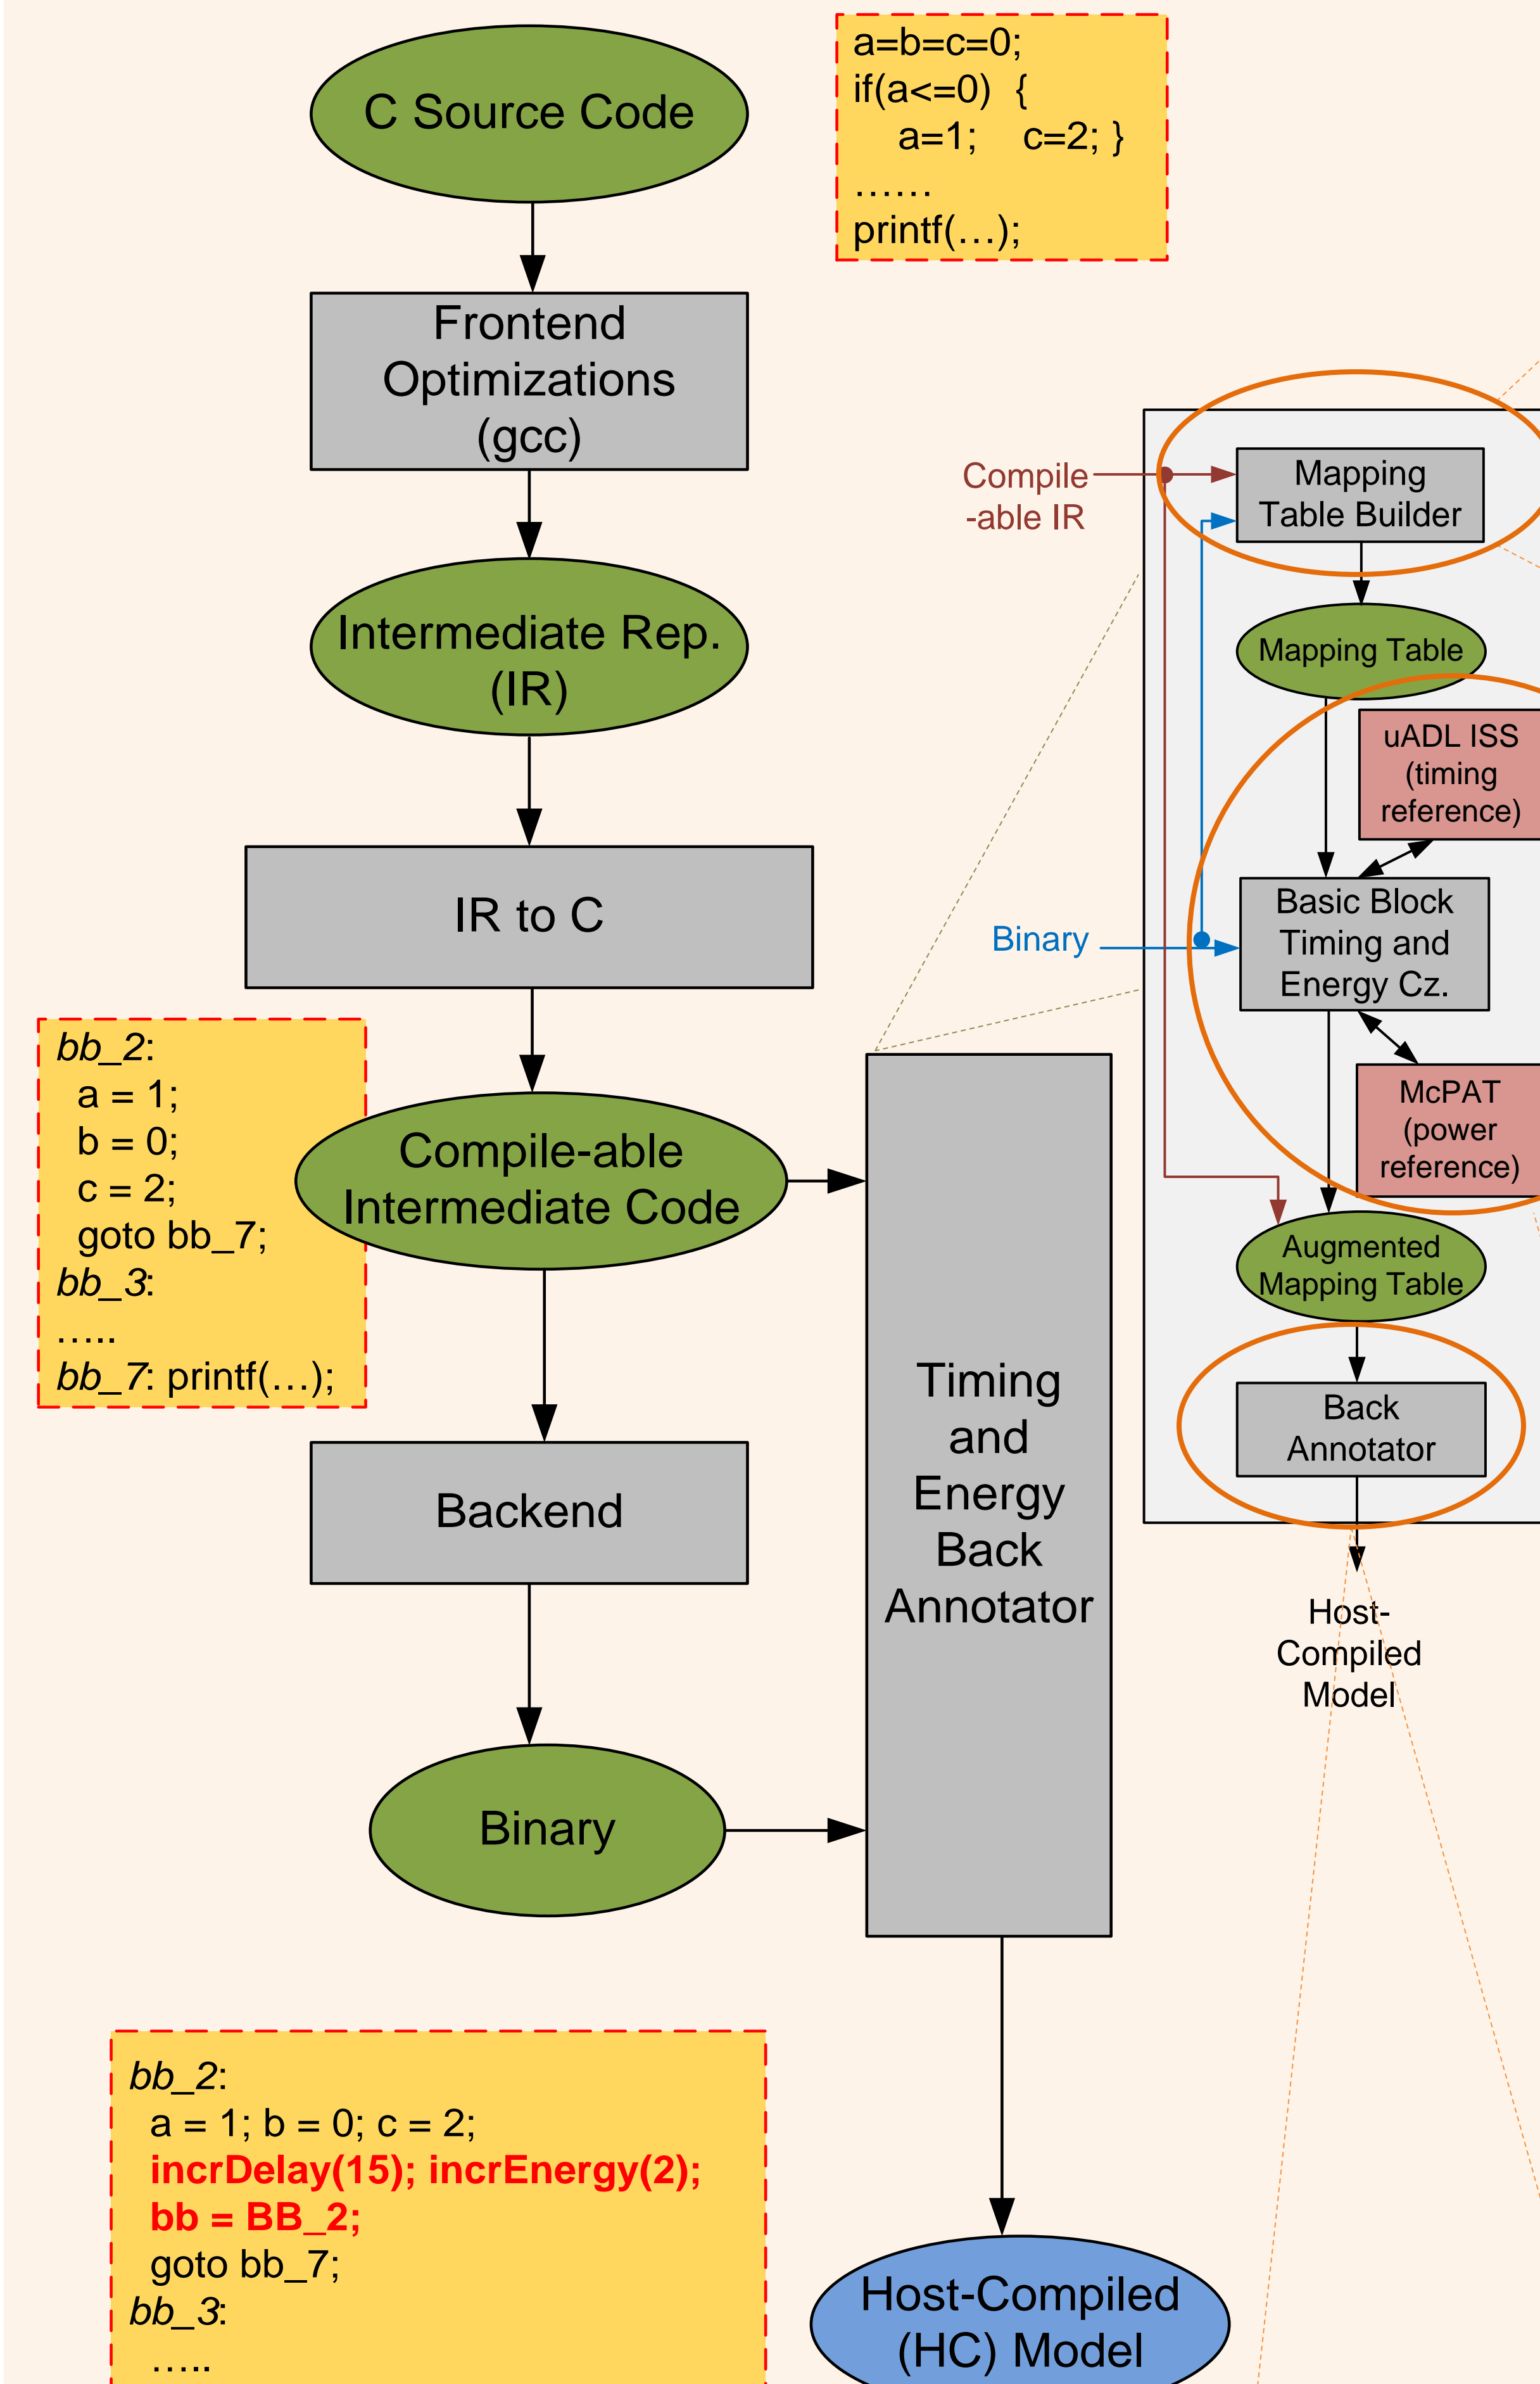 C Source Code
a=b=c=0;
if(a<=0) {
a=1; c=2; }
……
printf(…);
Frontend
Optimizations
(gcc)
Intermediate Rep.
(IR)
IR to C
bb_2:
a = 1;
b = 0;
c = 2;
goto bb_7;
bb_3:
…..
bb_7: printf(…);
Compile-able
Intermediate Code
Backend
Binary
Timing
and
Energy
Back
Annotator
Compile
-able IR
Binary
Mapping
Table Builder
Mapping Table
uADL ISS
(timing
reference)
Basic Block
Timing and
Energy Cz.
McPAT
(power
reference)
Augmented
Mapping Table
Back
Annotator
Host-
Compiled
Model
bb_2:
a = 1; b = 0; c = 2;
incrDelay(15); incrEnergy(2);
bb = BB_2;
goto bb_7;
bb_3:
…..
Host-Compiled
(HC) Model